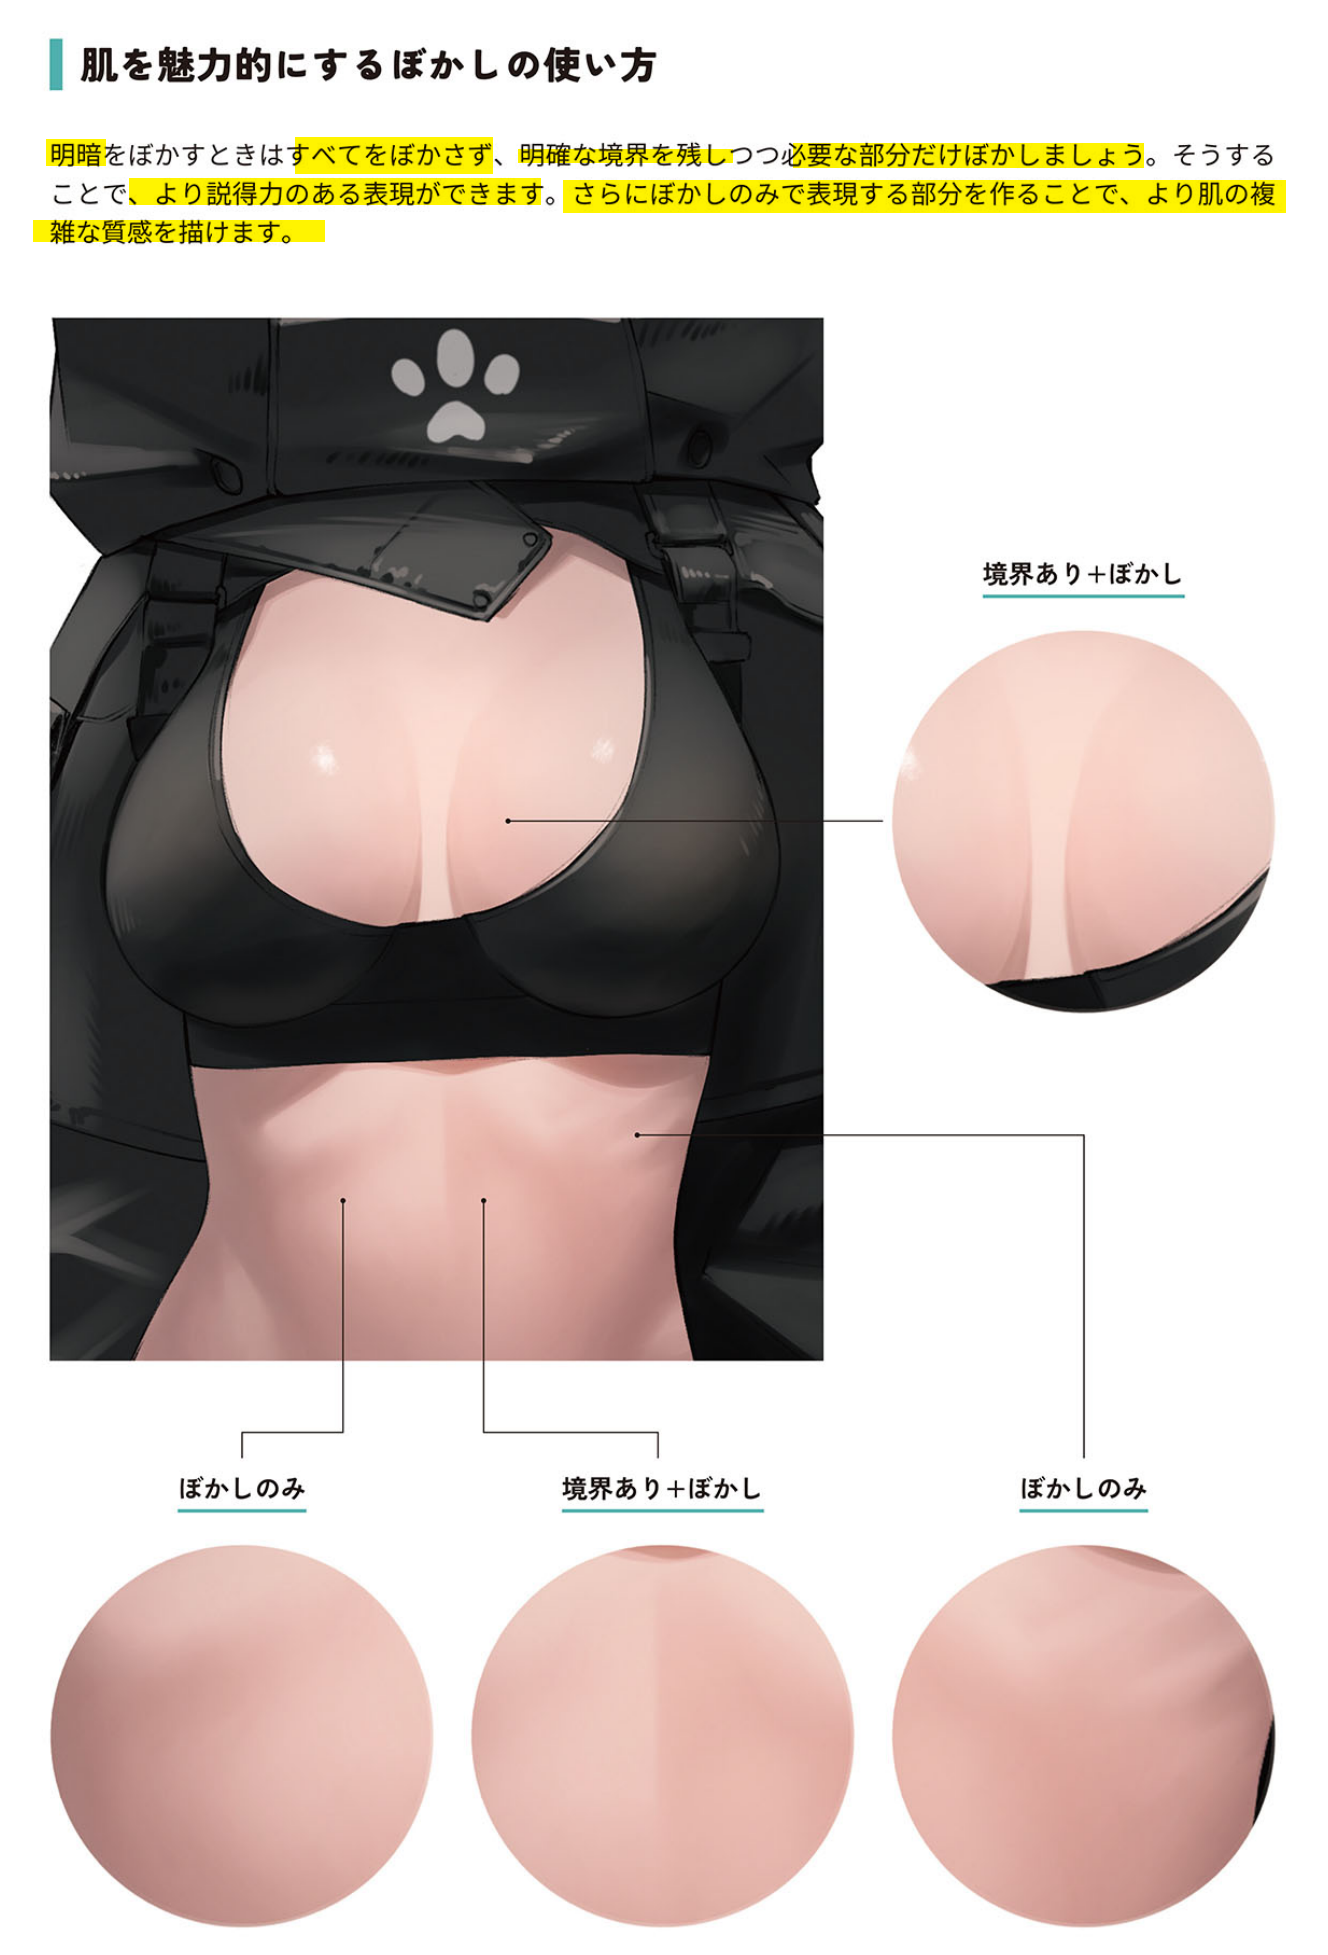 肌を魅力的にするぼかしの使い方
明暗をぼかすときはすべてをぼかさず、明確な境界を残しつつ必要な部分だけぼかしましょう。そうする
ことで、より説得力のある表現ができます。さらにぼかしのみで表現する部分を作ることで、より肌の複
雑な質感を描けます。
境界あり＋ぼかし
ぼかしのみ
境界あり＋ぼかし
ぼかしのみ